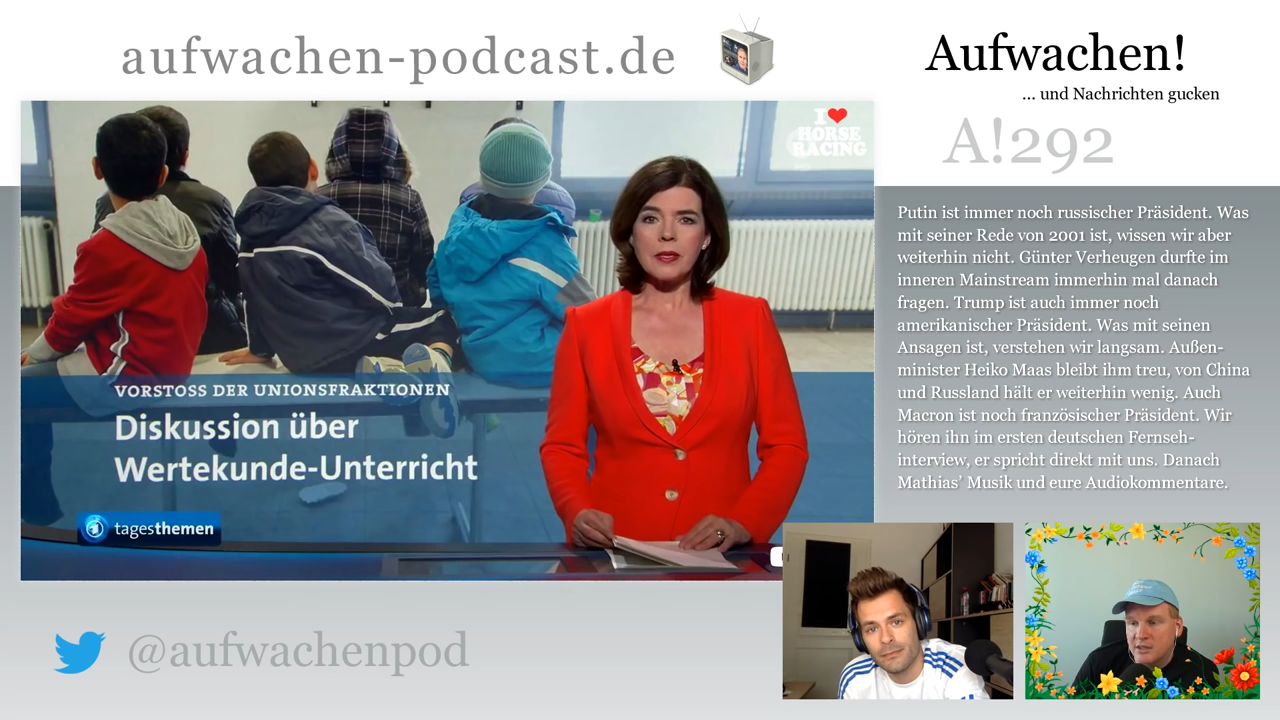 aufwachen-podcast.de
Aufwachen!
... und Nachrichten gucken
A!292
I
HORSE
RACING
VORSTOSS DER UNIONSFRAKTIONEN
Diskussion über
Wertekunde-Unterricht
tagesthemen
Putin ist immer noch russischer Präsident. Was
mit seiner Rede von 2001 ist, wissen wir aber
weiterhin nicht. Günter Verheugen durfte im
inneren Mainstream immerhin mal danach
fragen. Trump ist auch immer noch
amerikanischer Präsident. Was mit seinen
Ansagen ist, verstehen wir langsam. Außen-
minister Heiko Maas bleibt ihm treu, von China
und Russland hält er weiterhin wenig. Auch
Macron ist noch französischer Präsident. Wir
hören ihn im ersten deutschen Fernseh-
interview, er spricht direkt mit uns. Danach
Mathias' Musik und eure Audiokommentare.
@aufwachenpod